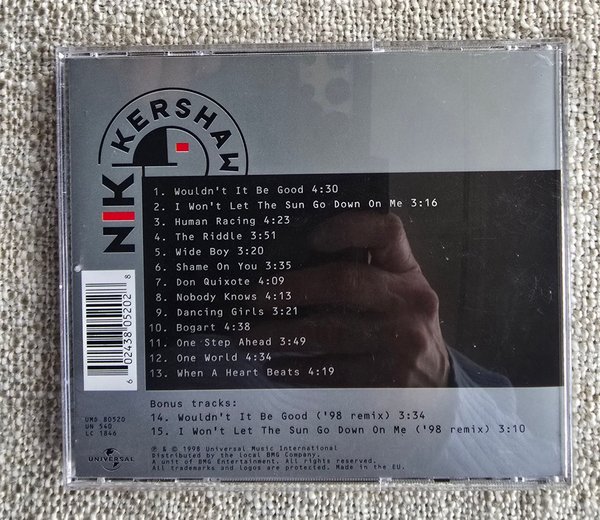 NIK
KERSHAW
1. Wouldn't It Be Good 4:30
2. I Won't Let The Sun Go Down On Me 3:16
3. Human Racing 4:23
4. The Riddle 3:51
5. Wide Boy 3:20
6. Shame On You 3:35
7. Don Quixote 4:09
8. Nobody Knows 4:13
9. Dancing Girls 3:21
10. Bogart 4:38
11. One Step Ahead 3:49
12. One World 4:34
13. When A Heart Beats 4:19
Bonus tracks:
14. Wouldn't It Be Good ('98 remix) 3:34
15. I Won't Let The Sun Go Down On Me ('98 remix) 3:10
6 02438 05202 8
UMD 80520
UN 540
LC 1846
UNIVERSAL
℗ & © 1998 Universal Music International
Distributed by the local BMG Company.
A unit of BMG Entertainment. All rights reserved.
All trademarks and logos are protected. Made in the EU.